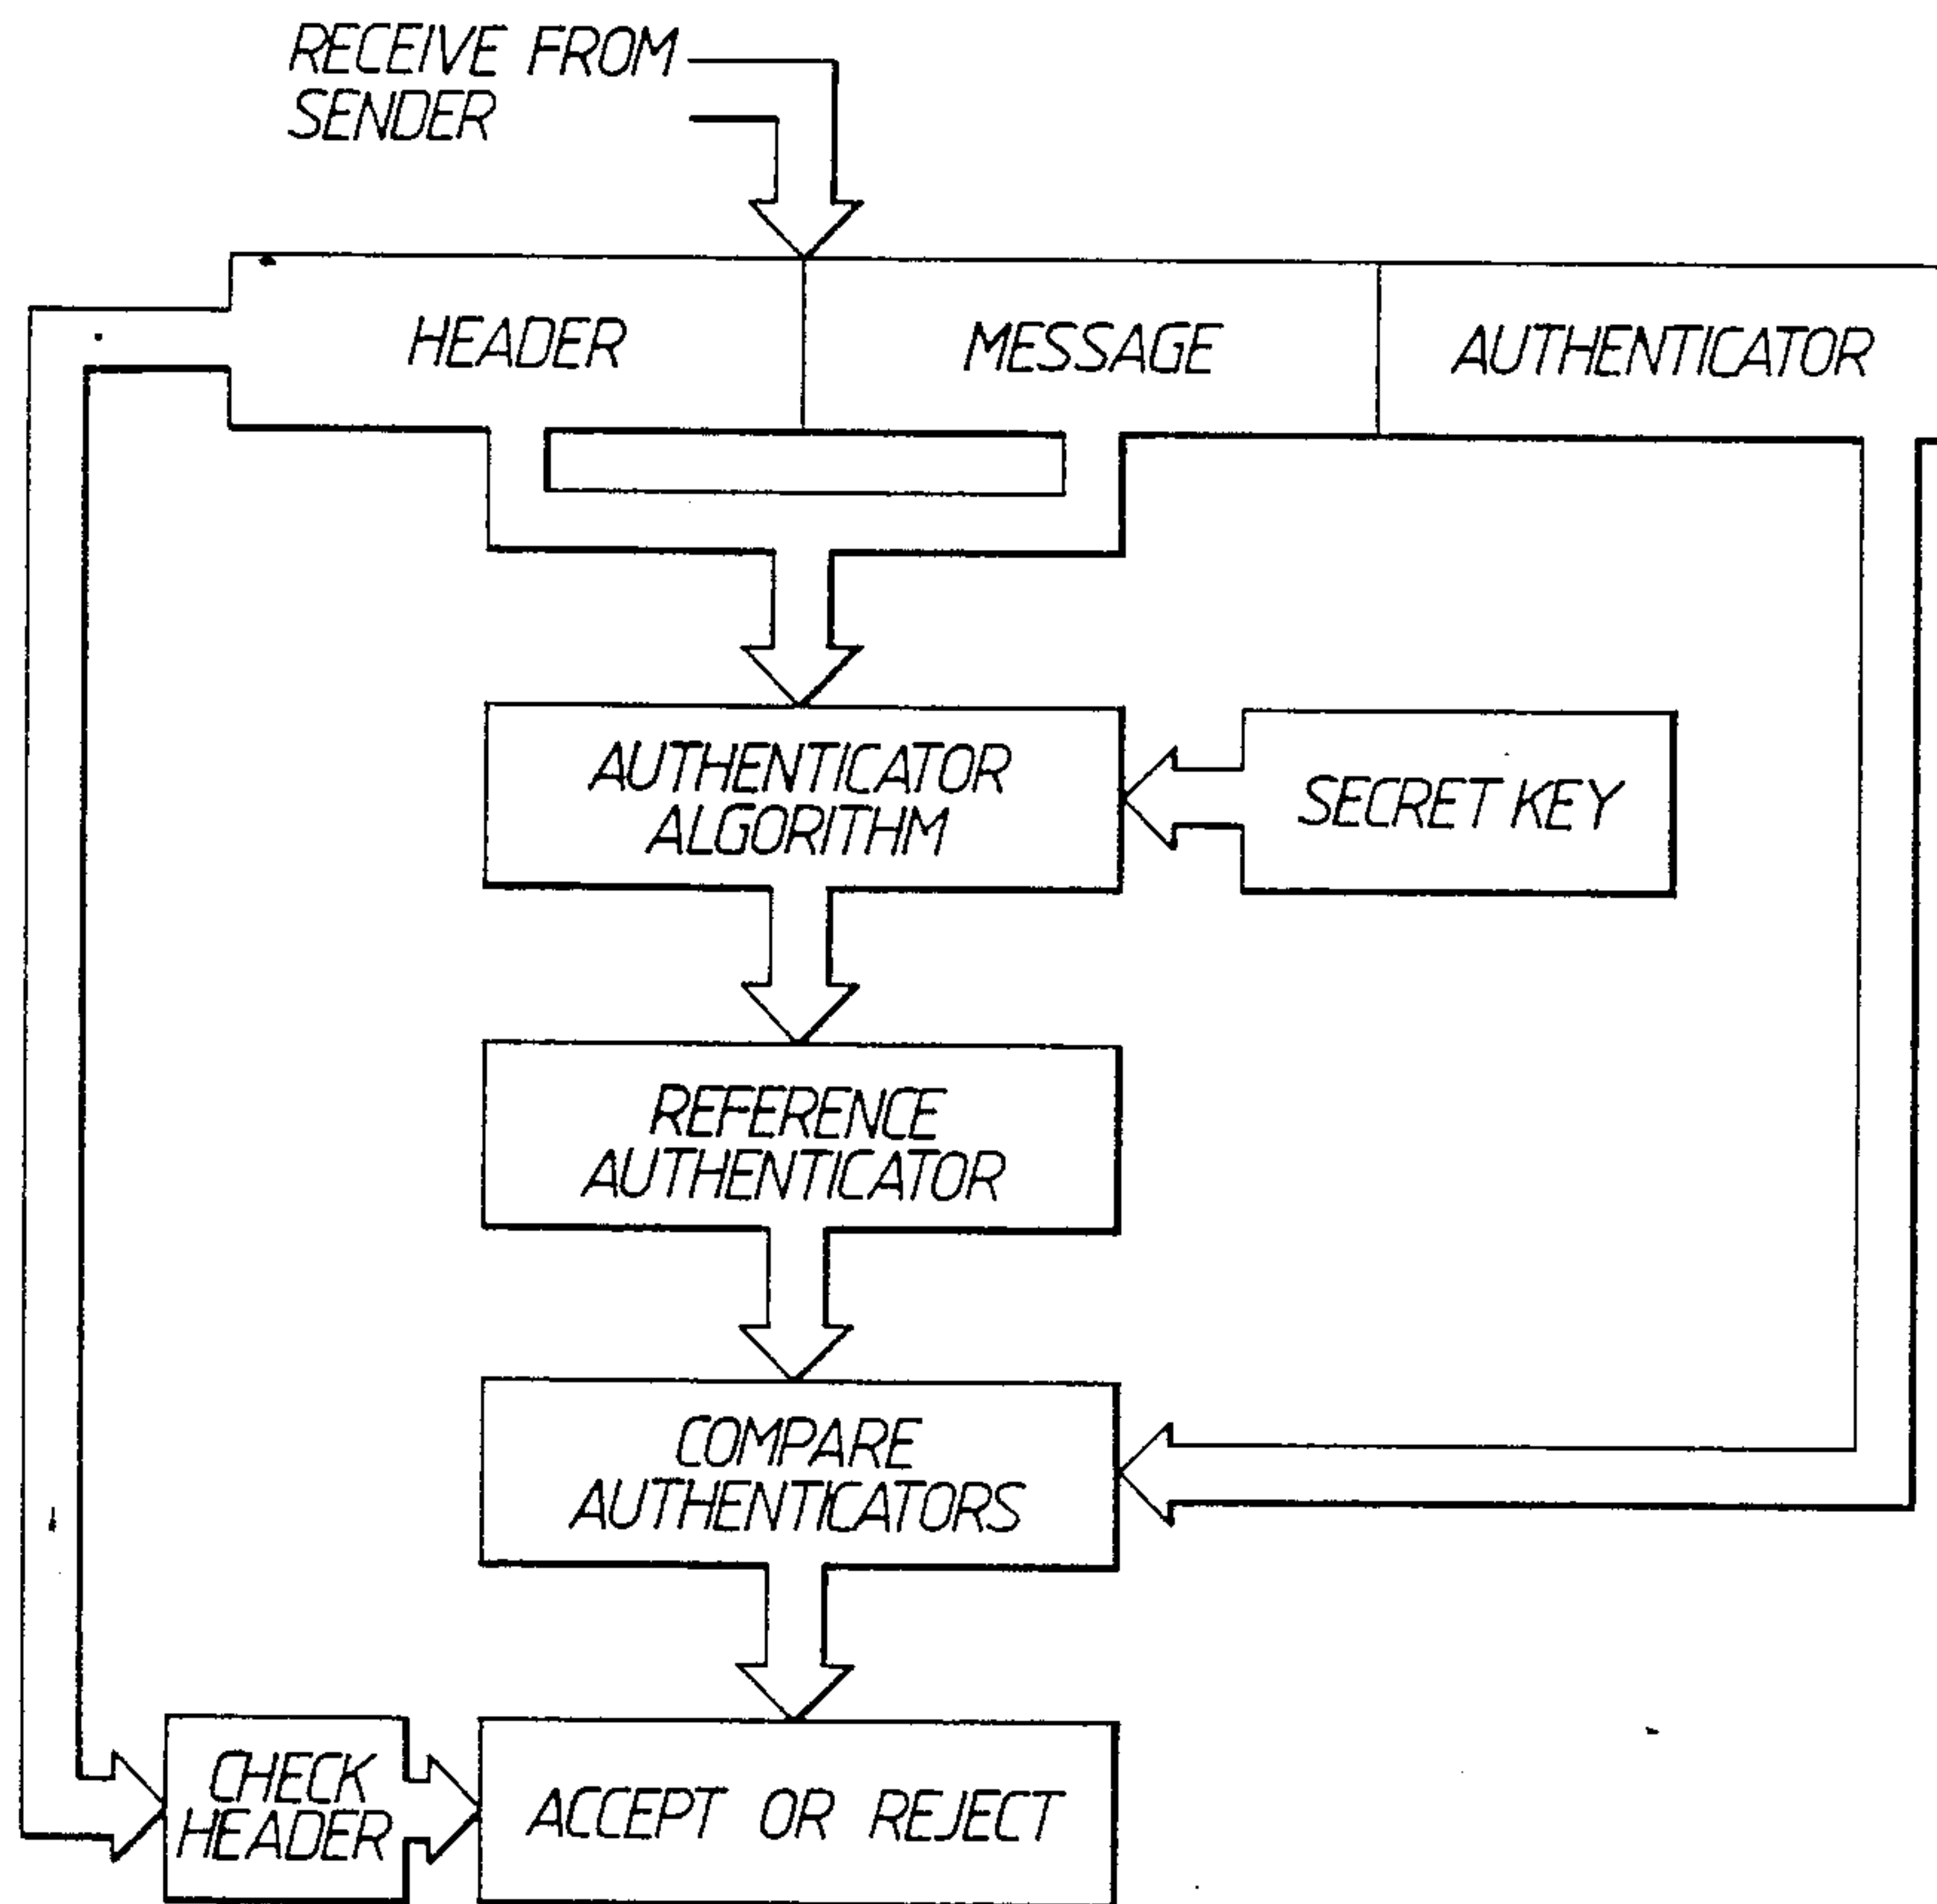 RECEIVE FROM
SENDER
HEADER
MESSAGE
AUTHENTICATOR
AUTHENTICATOR
ALGORITHM
SECRET KEY
REFERENCE
AUTHENTICATOR
COMPARE
AUTHENTICATORS
CHECK
HEADER
ACCEPT OR REJECT